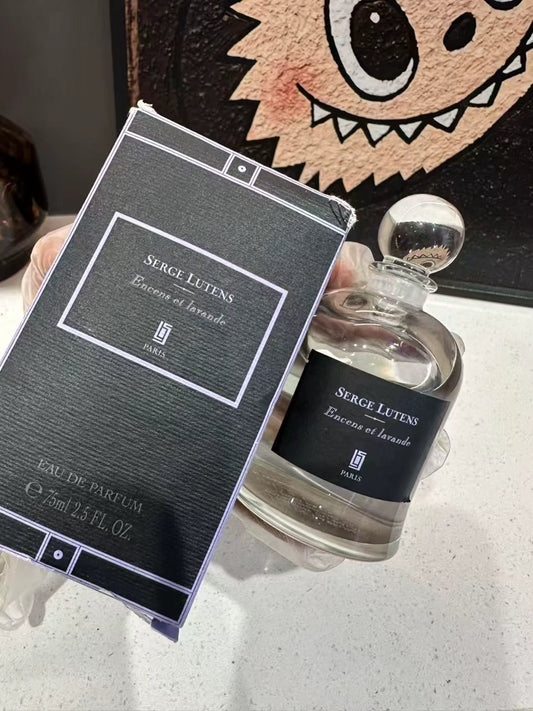 SERGE LUTENS
Encens et lavande
PARIS
EAU DE PARFUM
℮ 75ml 2.5 FL. OZ.
SERGE LUTENS
Encens et lavande
PARIS